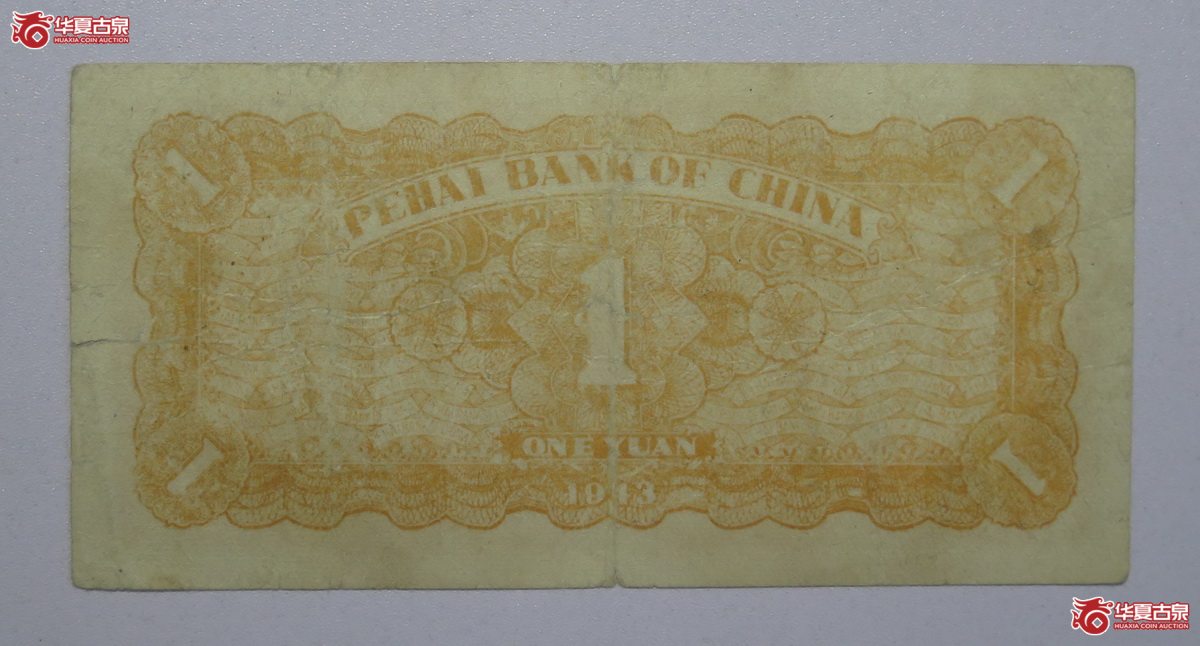 华夏古泉
HUAXIA COIN AUCTION
1
1
PEHAI BANK OF CHINA
1
ONE YUAN
1943
1
1
华夏古泉
HUAXIA COIN AUCTION